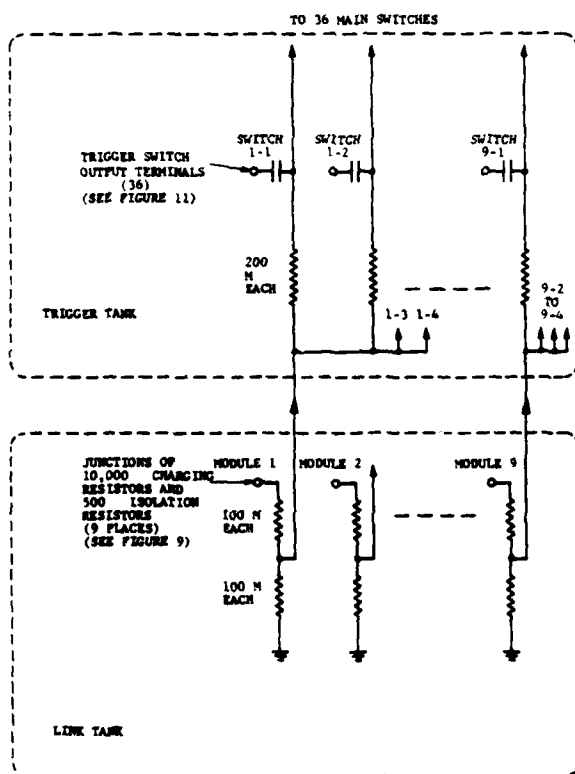 TO 36 MAIN SWITCHES
SWITCH
1-1
SWITCH
1-2
SWITCH
9-1
TRIGGER SWITCH
OUTPUT TERMINALS
(36)
(SEE FIGURE 11)
200
M
EACH
1-3 1-4
9-2
TO
9-4
TRIGGER TANK
JUNCTIONS OF
10,000 CHARGING
RESISTORS AND
500 ISOLATION
RESISTORS
(9 PLACES)
(SEE FIGURE 9)
MODULE 1
MODULE 2
MODULE 9
100 M
EACH
100 M
EACH
LINK TANK